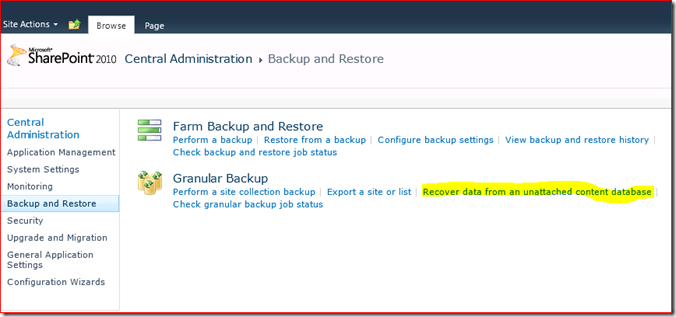 Site Actions
Browse
Page
Microsoft
SharePoint 2010
Central Administration
Backup and Restore
Central
Administration
Application Management
System Settings
Monitoring
Backup and Restore
Security
Upgrade and Migration
General Application
Settings
Configuration Wizards
Farm Backup and Restore
Perform a backup | Restore from a backup | Configure backup settings | View backup and restore history |
Check backup and restore job status
Granular Backup
Perform a site collection backup | Export a site or list | Recover data from an unattached content database |
Check granular backup job status